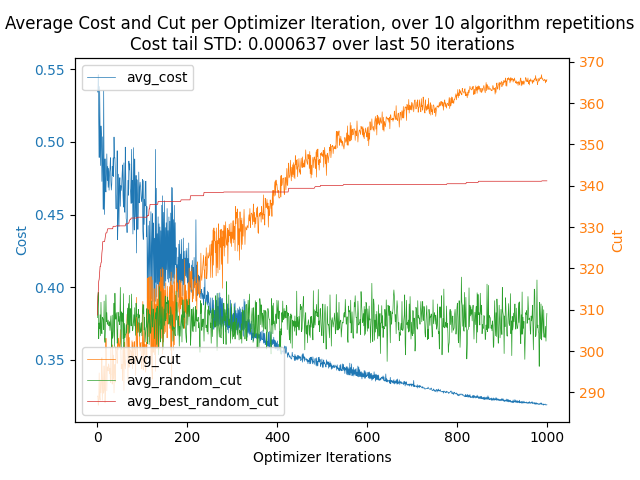 Average Cost and Cut per Optimizer Iteration, over 10 algorithm repetitions
Cost tail STD: 0.000637 over last 50 iterations
avg_cost
0.55
0.50
0.45
0.40
0.35
Cost
370
360
350
340
330
320
310
300
290
Cut
avg_cut
avg_random_cut
avg_best_random_cut
0 200 400 600 800 1000
Optimizer Iterations